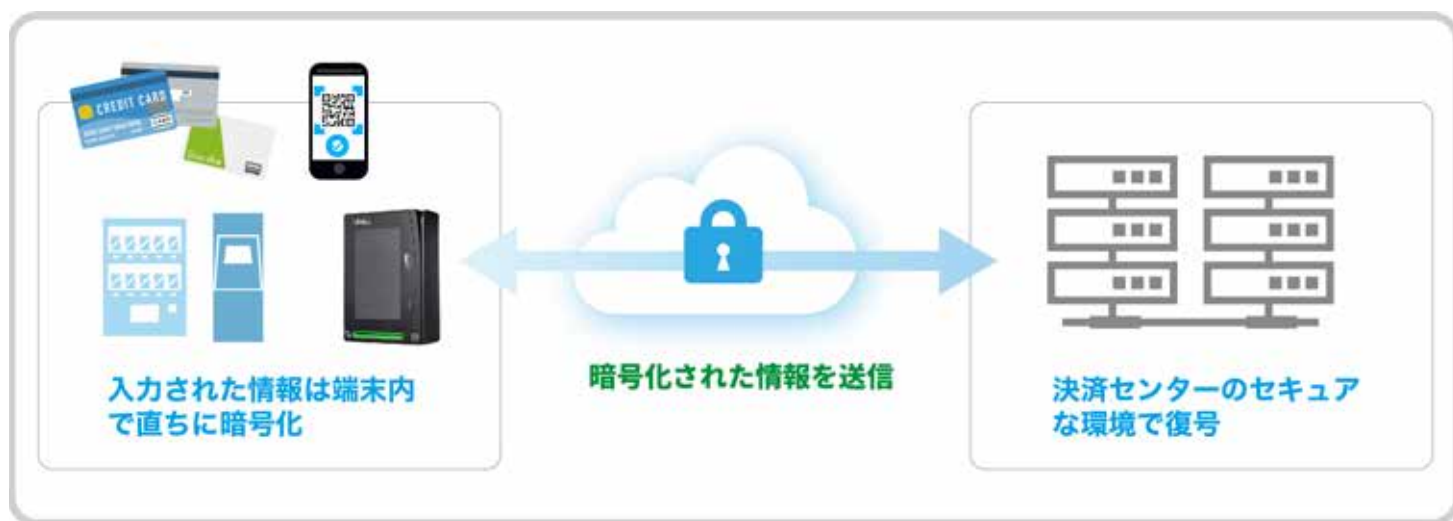 CREDIT CARD
入力された情報は端末内
で直ちに暗号化
暗号化された情報を送信
決済センターのセキュア
な環境で復号